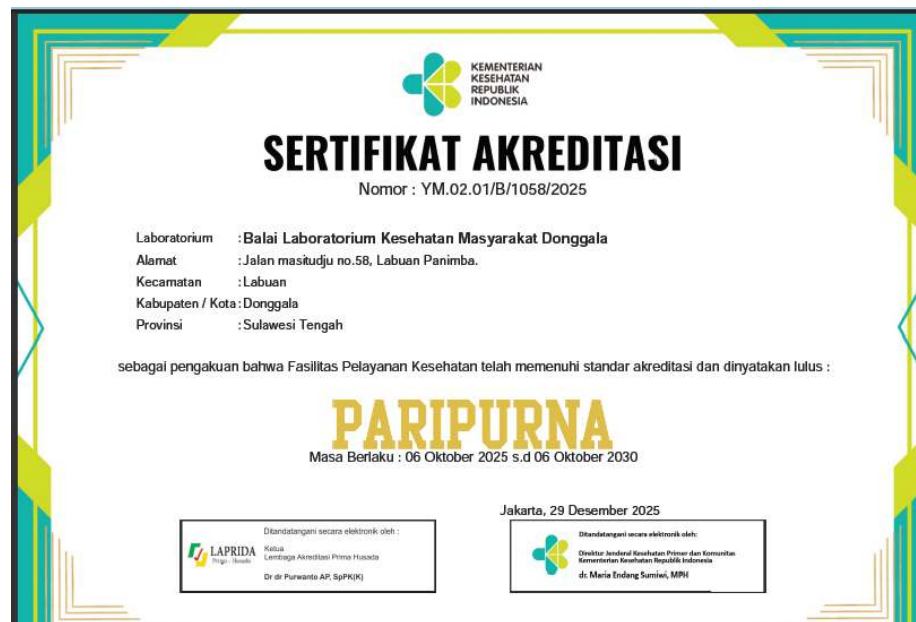 KEMENTERIAN
KESEHATAN
REPUBLIK
INDONESIA
SERTIFIKAT AKREDITASI
Nomor : YM.02.01/B/1058/2025
Laboratorium : Balai Laboratorium Kesehatan Masyarakat Donggala
Alamat : Jalan masitudju no.58, Labuan Panimba.
Kecamatan : Labuan
Kabupaten / Kota : Donggala
Provinsi : Sulawesi Tengah
sebagai pengakuan bahwa Fasilitas Pelayanan Kesehatan telah memenuhi standar akreditasi dan dinyatakan lulus :
PARIPURNA
Masa Berlaku : 06 Oktober 2025 s.d 06 Oktober 2030
Jakarta, 29 Desember 2025
Ditandatangani secara elektronik oleh :
LAPRIDA
Prima - Husada
Ketua
Lembaga Akreditasi Prima Husada
Dr dr Purwanto AP, SpPK(K)
Ditandatangani secara elektronik oleh:
Direktur Jenderal Kesehatan Primer dan Komunitas
Kementerian Kesehatan Republik Indonesia
dr. Maria Endang Sumiwi, MPH